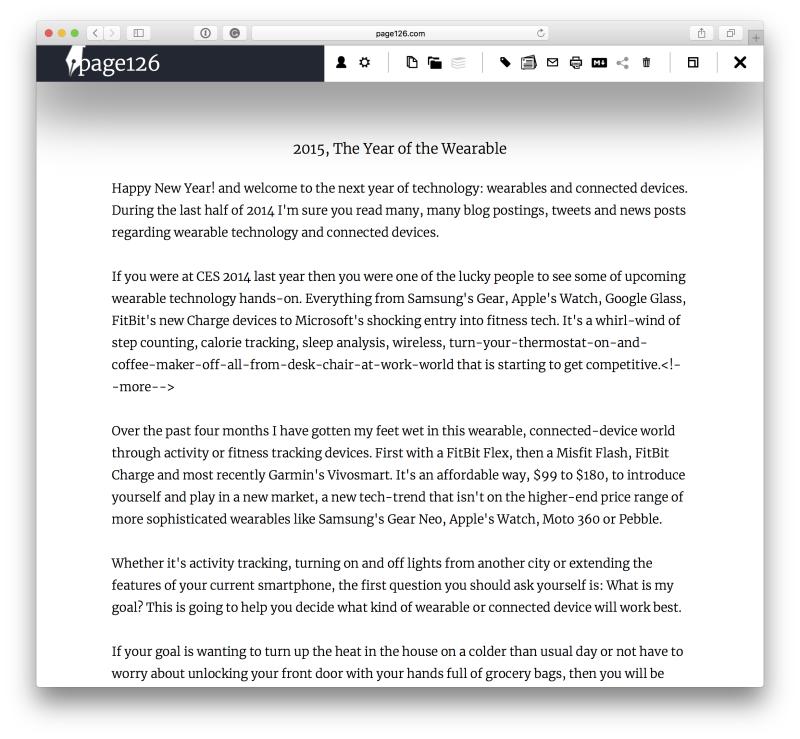 page126.com
page126
M
2015, The Year of the Wearable
Happy New Year! and welcome to the next year of technology: wearables and connected devices.
During the last half of 2014 I'm sure you read many, many blog postings, tweets and news posts
regarding wearable technology and connected devices.
If you were at CES 2014 last year then you were one of the lucky people to see some of upcoming
wearable technology hands-on. Everything from Samsung's Gear, Apple's Watch, Google Glass,
FitBit's new Charge devices to Microsoft's shocking entry into fitness tech. It's a whirl-wind of
step counting, calorie tracking, sleep analysis, wireless, turn-your-thermostat-on-and-
coffee-maker-off-all-from-desk-chair-at-work-world that is starting to get competitive.<!-
-more-->
Over the past four months I have gotten my feet wet in this wearable, connected-device world
through activity or fitness tracking devices. First with a FitBit Flex, then a Misfit Flash, FitBit
Charge and most recently Garmin's Vivosmart. It's an affordable way, $99 to $180, to introduce
yourself and play in a new market, a new tech-trend that isn't on the higher-end price range of
more sophisticated wearables like Samsung's Gear Neo, Apple's Watch, Moto 360 or Pebble.
Whether it's activity tracking, turning on and off lights from another city or extending the
features of your current smartphone, the first question you should ask yourself is: What is my
goal? This is going to help you decide what kind of wearable or connected device will work best.
If your goal is wanting to turn up the heat in the house on a colder than usual day or not have to
worry about unlocking your front door with your hands full of grocery bags, then you will be